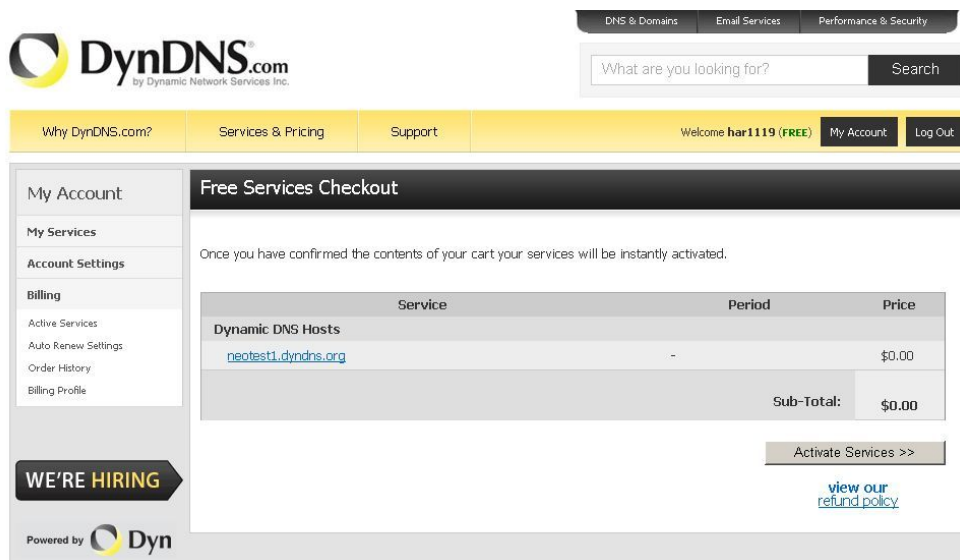 DNS & Domains Email Services Performance & Security
DynDNS.com
by Dynamic Network Services Inc.
What are you looking for? Search
Why DynDNS.com? Services & Pricing Support Welcome har1119 (FREE) My Account Log Out
My Account
My Services
Account Settings
Billing
Active Services
Auto Renew Settings
Order History
Billing Profile
WE'RE HIRING
Powered by Dyn
Free Services Checkout
Once you have confirmed the contents of your cart your services will be instantly activated.
Service Period Price
Dynamic DNS Hosts
neotest1.dyndns.org - $0.00
Sub-Total: $0.00
Activate Services >>
view our
refund policy